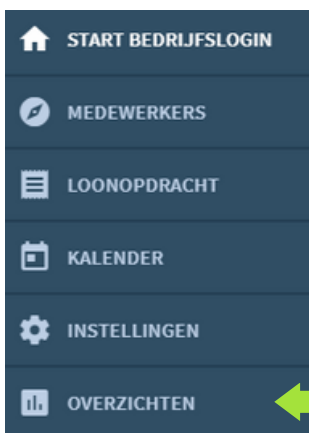 START BEDRIJFSLOGIN
MEDEWERKERS
LOONOPDRACHT
KALENDER
INSTELLINGEN
OVERZICHTEN